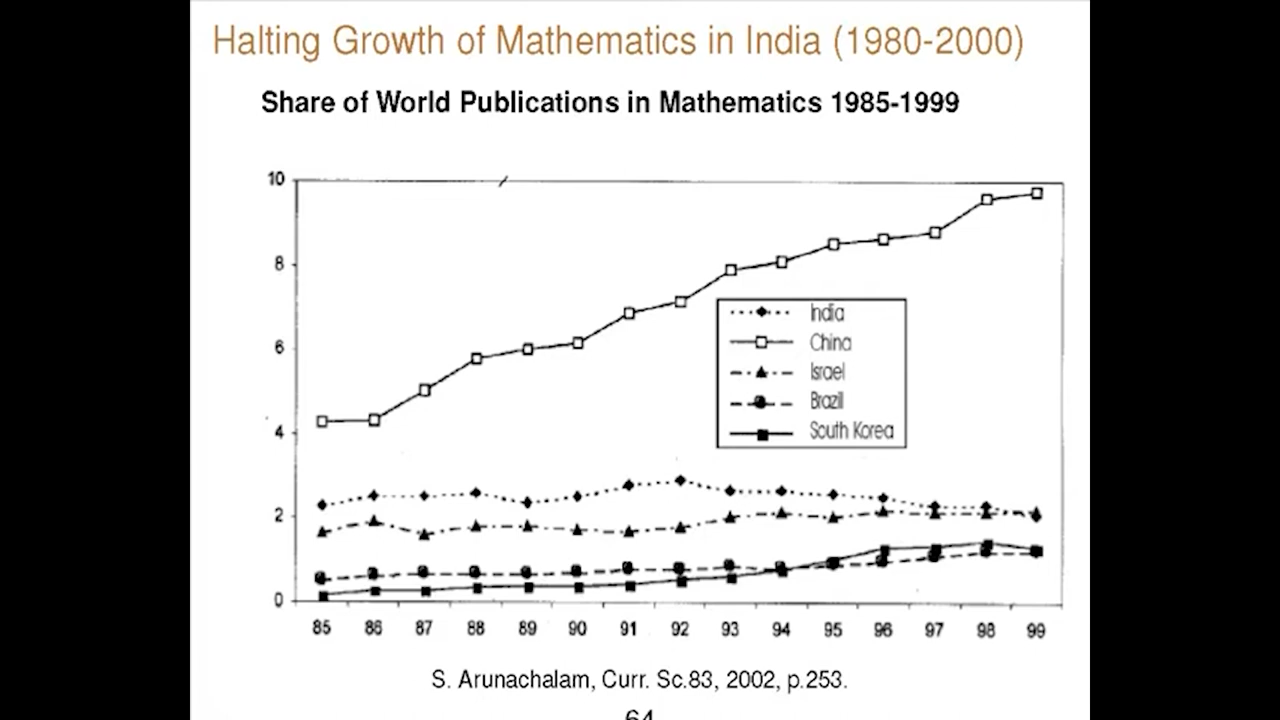 Halting Growth of Mathematics in India (1980-2000)
Share of World Publications in Mathematics 1985-1999
10
8
6
4
2
0
India
China
Israel
Brazil
South Korea
85 86 87 88 89 90 91 92 93 94 95 96 97 98 99
S. Arunachalam, Curr. Sc.83, 2002, p.253.
64